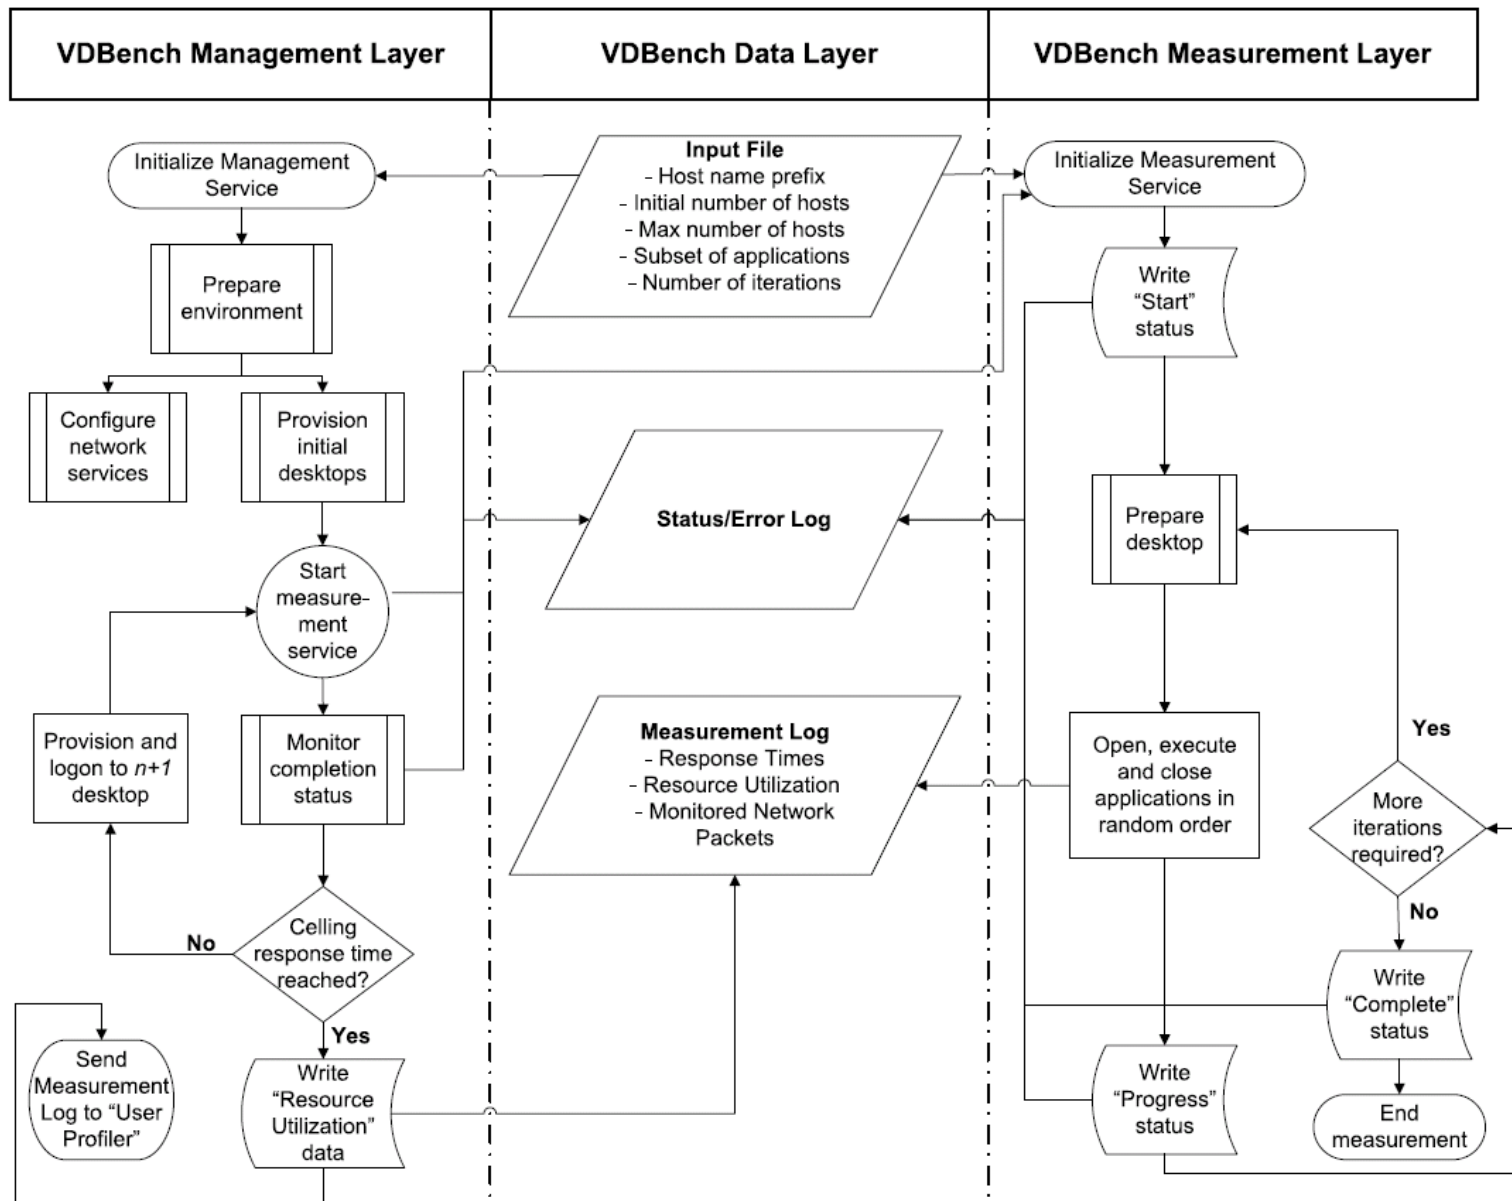 VDBench Management Layer
VDBench Data Layer
VDBench Measurement Layer
Initialize Management
Service
Prepare
environment
Configure
network
services
Provision
initial
desktops
Start
measure-
ment
service
Provision and
logon to n+1
desktop
Monitor
completion
status
Celling
response time
reached?
No
Yes
Send
Measurement
Log to “User
Profiler”
Write
“Resource
Utilization”
data
Input File
- Host name prefix
- Initial number of hosts
- Max number of hosts
- Subset of applications
- Number of iterations
Status/Error Log
Measurement Log
- Response Times
- Resource Utilization
- Monitored Network
Packets
Initialize Measurement
Service
Write
“Start”
status
Prepare
desktop
Open, execute
and close
applications in
random order
Write
“Progress”
status
Yes
More
iterations
required?
No
Write
“Complete”
status
End
measurement